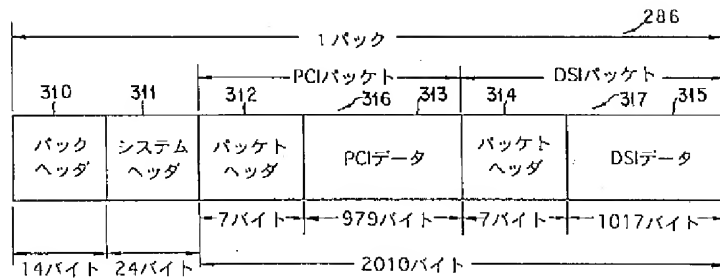 286
1パック
PCIパケット
DSIパケット
310
311
312
316
313
314
317
315
パック
ヘッダ
システム
ヘッダ
パケット
ヘッダ
PCIデータ
パケット
ヘッダ
DSIデータ
7バイト
979バイト
7バイト
1017バイト
14バイト
24バイト
2010バイト